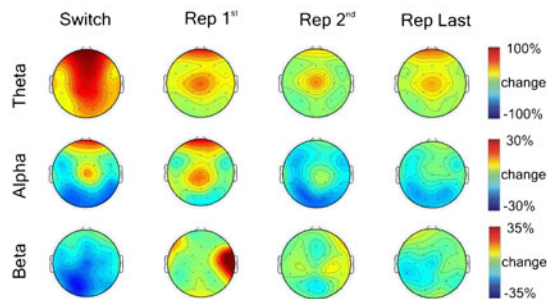 Switch Rep 1st Rep 2nd Rep Last
Theta
100%
change
-100%
Alpha
30%
change
-30%
Beta
35%
change
-35%